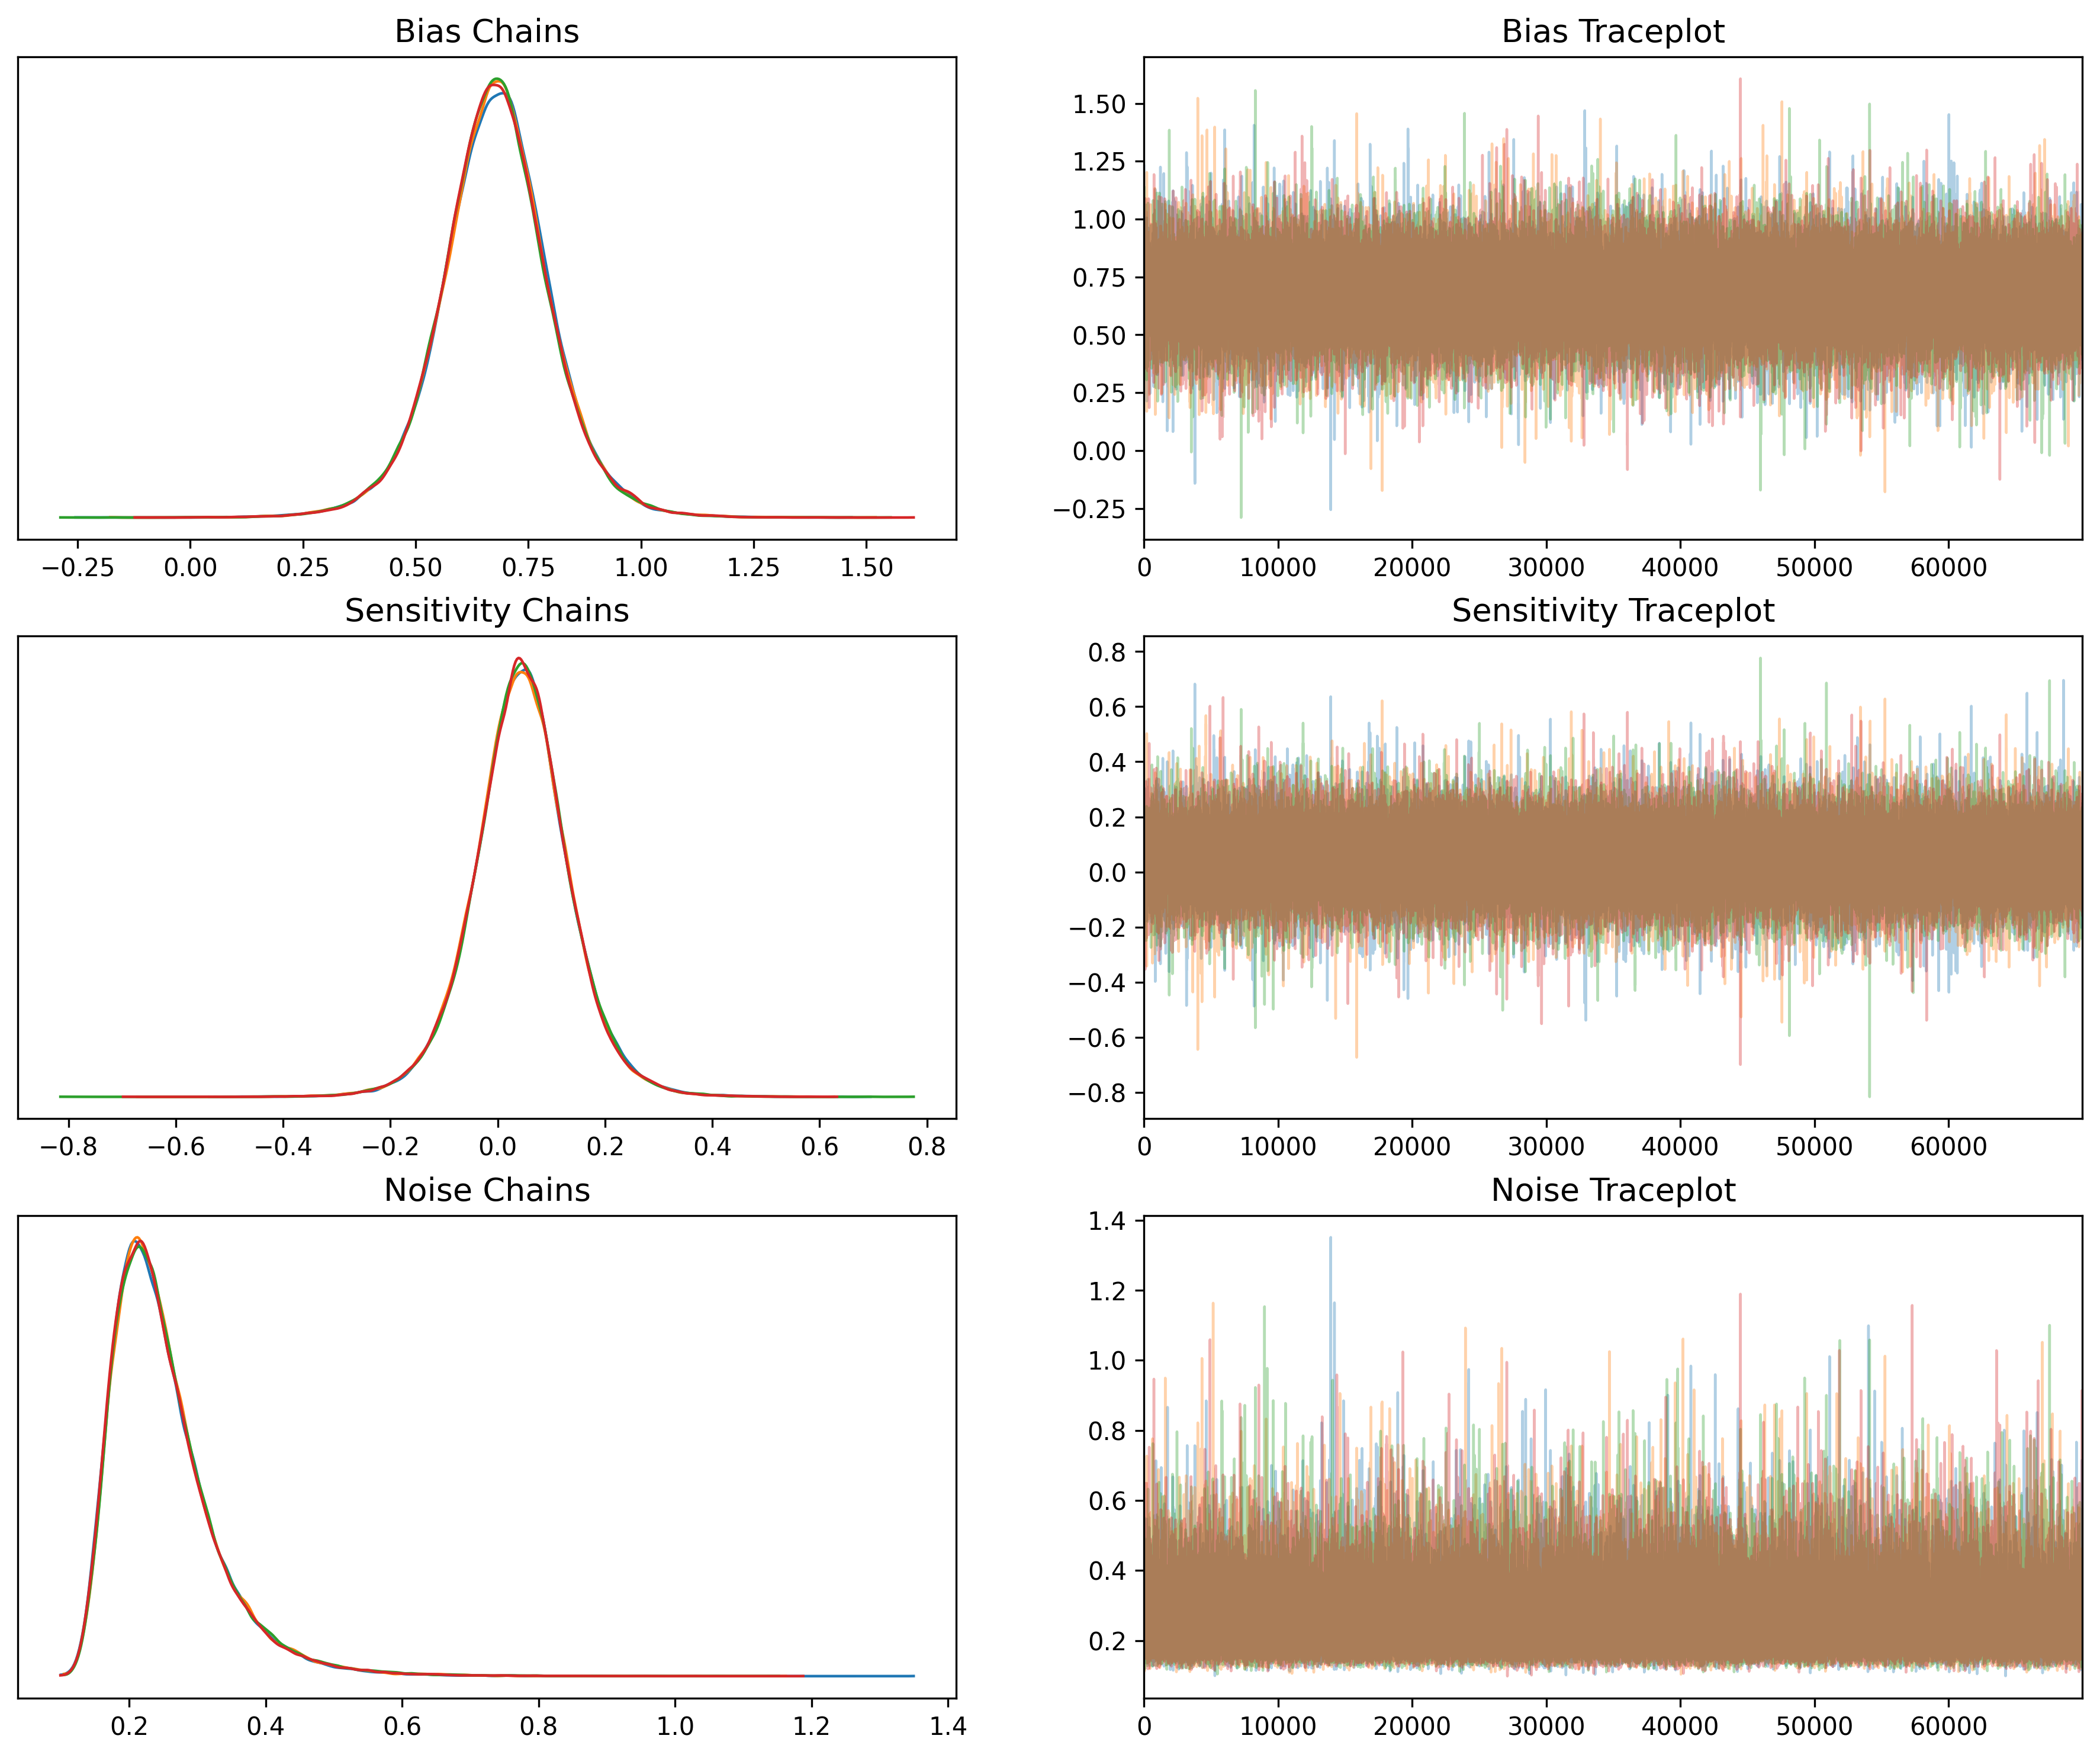 Bias Chains
−0.25 0.00 0.25 0.50 0.75 1.00 1.25 1.50
Bias Traceplot
1.50
1.25
1.00
0.75
0.50
0.25
0.00
−0.25
0 10000 20000 30000 40000 50000 60000
Sensitivity Chains
−0.8 −0.6 −0.4 −0.2 0.0 0.2 0.4 0.6 0.8
Sensitivity Traceplot
0.8
0.6
0.4
0.2
0.0
−0.2
−0.4
−0.6
−0.8
0 10000 20000 30000 40000 50000 60000
Noise Chains
0.2 0.4 0.6 0.8 1.0 1.2 1.4
Noise Traceplot
1.4
1.2
1.0
0.8
0.6
0.4
0.2
0 10000 20000 30000 40000 50000 60000